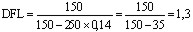 DFL = 150 / (150 − 250 × 0,14) = 150 / (150 − 35) = 1,3